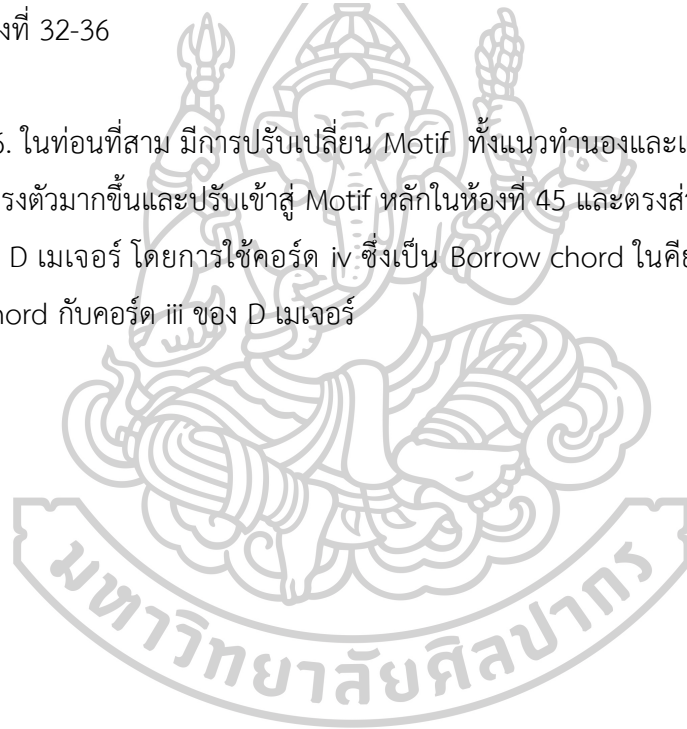 งที่ 32-36
6. ในท่อนที่สาม มีการปรับเปลี่ยน Motif ทั้งแนวทำนองและเ
รงตัวมากขึ้นและปรับเข้าสู่ Motif หลักในห้องที่ 45 และตรงส่
D เมเจอร์ โดยการใช้คอร์ด iv ซึ่งเป็น Borrow chord ในคีย
hord กับคอร์ด iii ของ D เมเจอร์
มหาวิทยาลัยศิลปากร